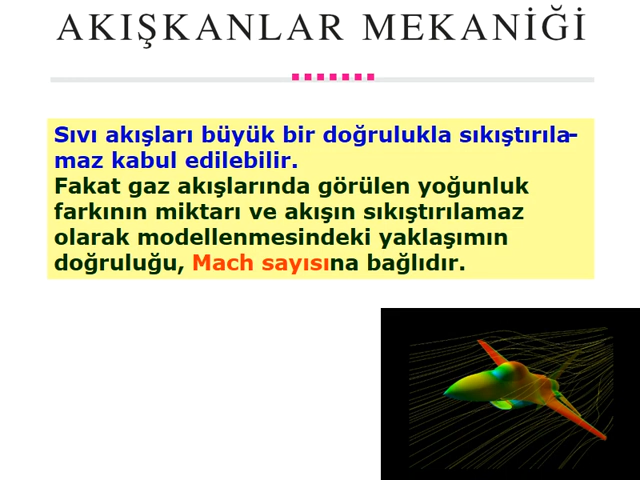 AKIŞKANLAR MEKANİĞİ
Sıvı akışları büyük bir doğrulukla sıkıştırıla-
maz kabul edilebilir.
Fakat gaz akışlarında görülen yoğunluk
farkının miktarı ve akışın sıkıştırılamaz
olarak modellenmesindeki yaklaşımın
doğruluğu, Mach sayısına bağlıdır.